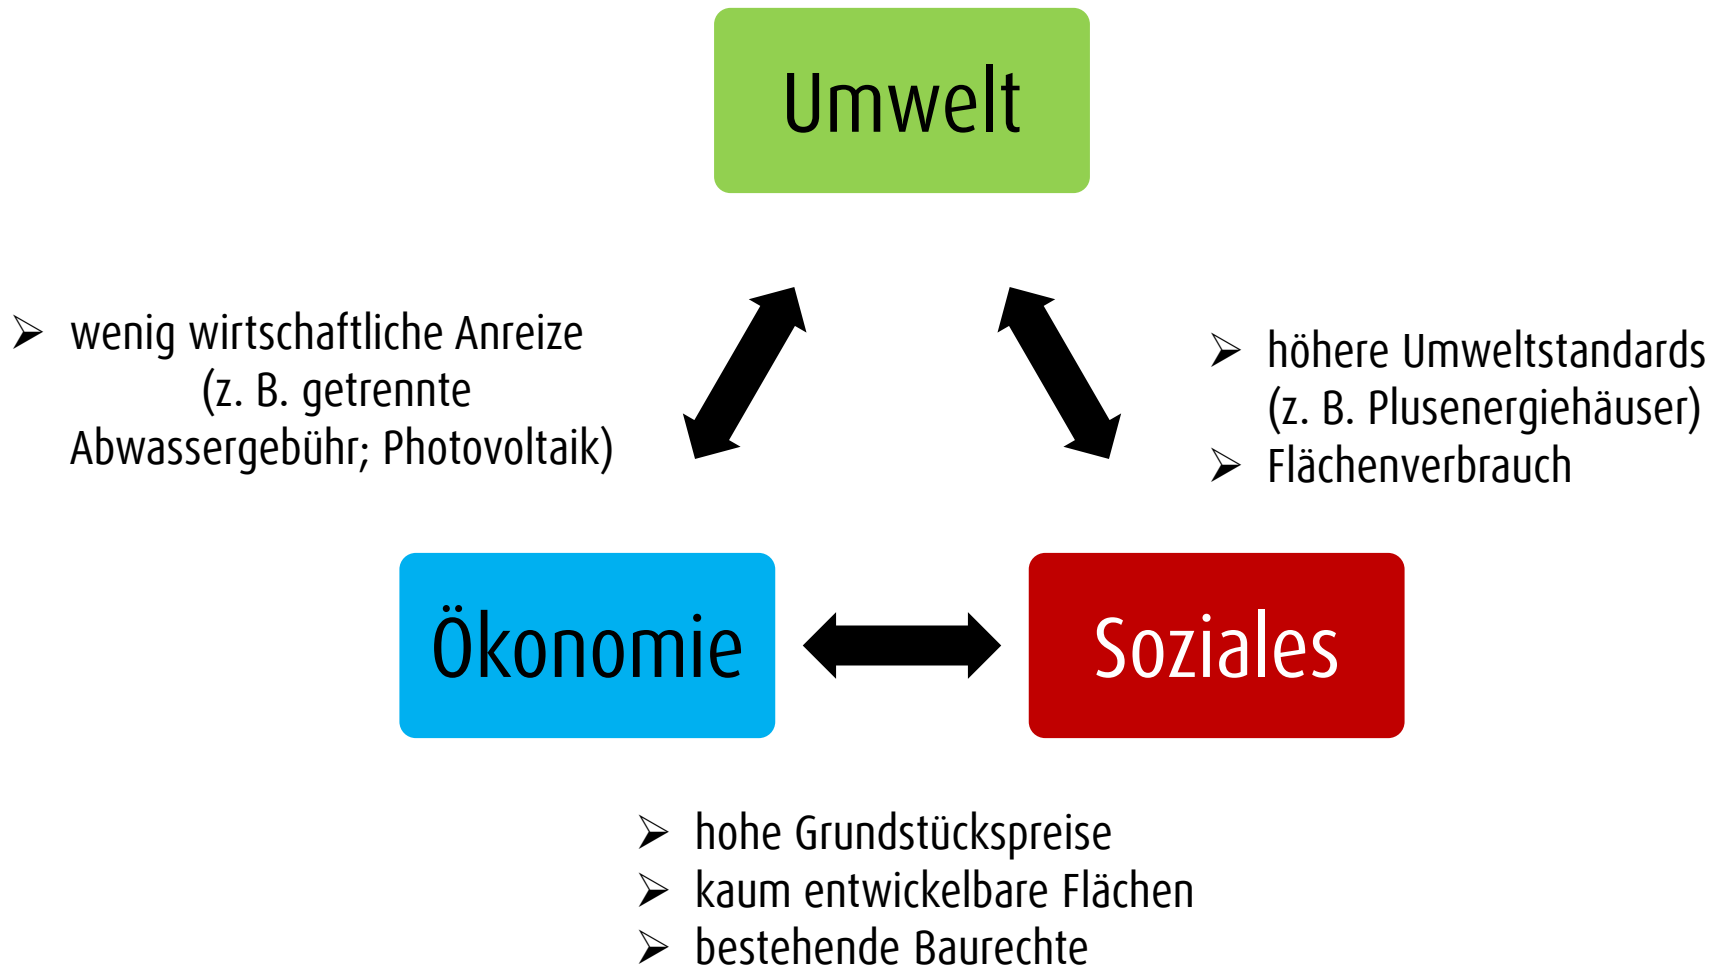 Umwelt
➢ wenig wirtschaftliche Anreize
(z. B. getrennte
Abwassergebühr; Photovoltaik)
➢ höhere Umweltstandards
(z. B. Plusenergiehäuser)
➢ Flächenverbrauch
Ökonomie
Soziales
➢ hohe Grundstückspreise
➢ kaum entwickelbare Flächen
➢ bestehende Baurechte